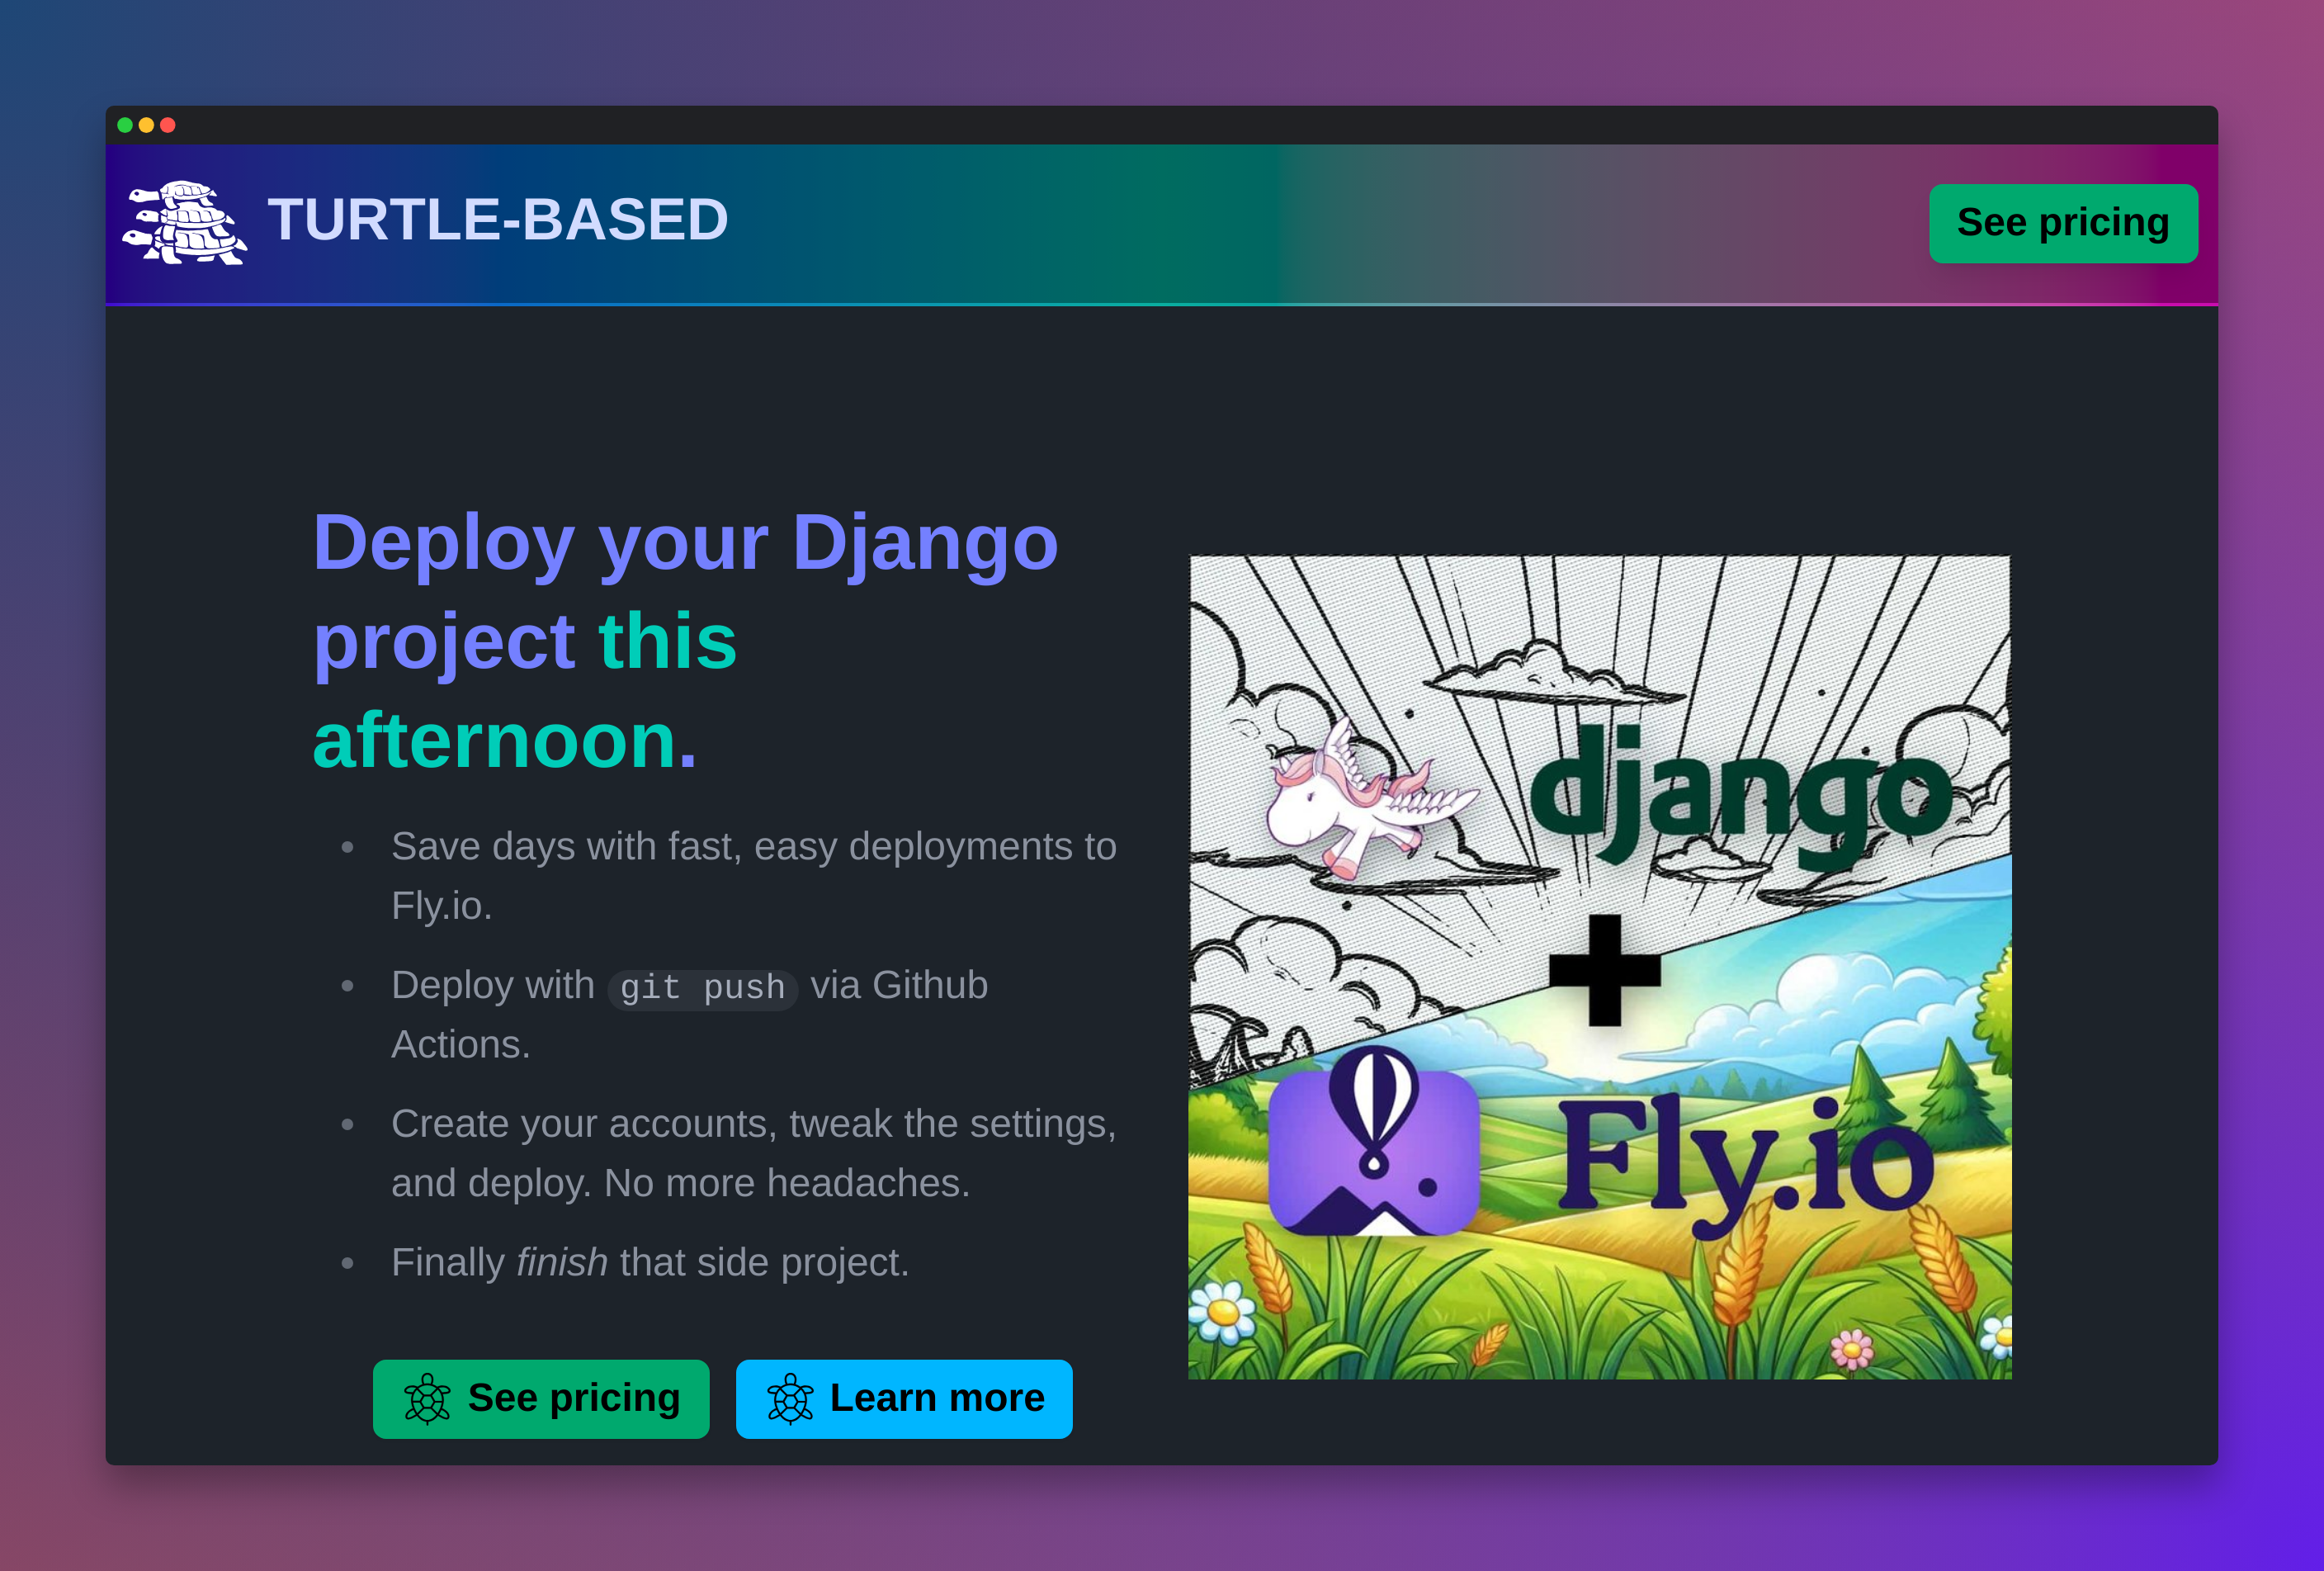 TURTLE-BASED
See pricing
Deploy your Django
project this
afternoon.
Save days with fast, easy deployments to
Fly.io.
Deploy with git push via Github
Actions.
Create your accounts, tweak the settings,
and deploy. No more headaches.
Finally finish that side project.
See pricing
Learn more
django
+
Fly.io